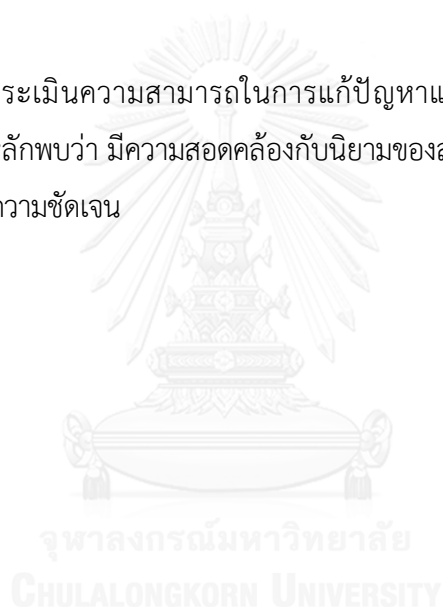 ระเมินความสามารถในการแก้ปัญหาแ
ลักพบว่า มีความสอดคล้องกับนิยามของส
วามชัดเจน
จุฬาลงกรณ์มหาวิทยาลัย
CHULALONGKORN UNIVERSITY